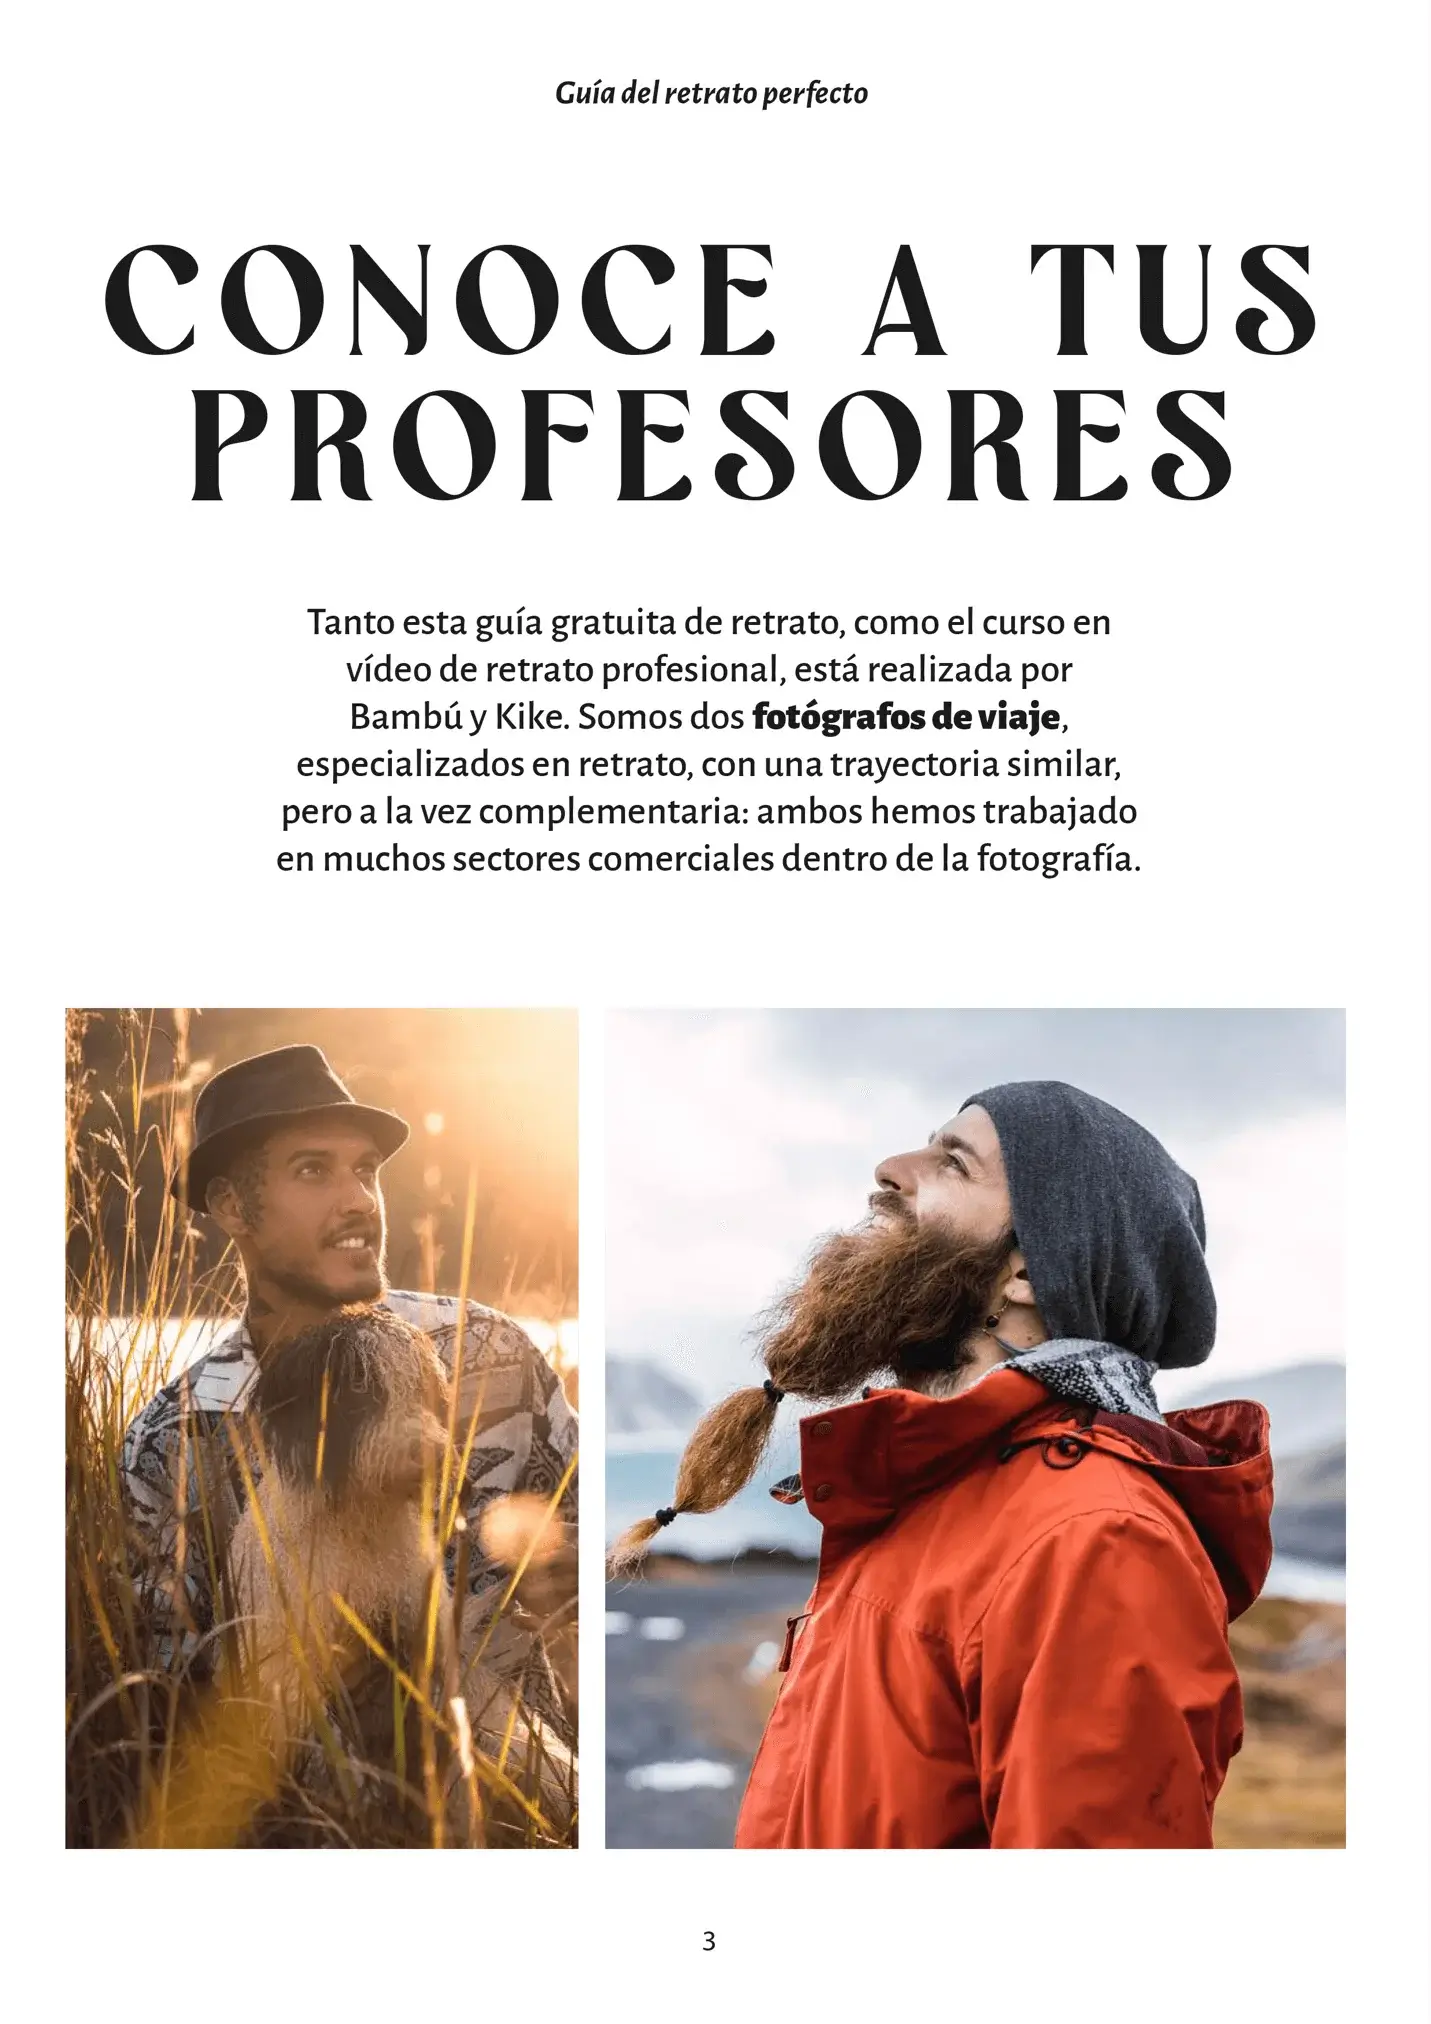 Guía del retrato perfecto
CONOCE A TUS
PROFESORES
Tanto esta guía gratuita de retrato, como el curso en
vídeo de retrato profesional, está realizada por
Bambú y Kike. Somos dos fotógrafos de viaje,
especializados en retrato, con una trayectoria similar,
pero a la vez complementaria: ambos hemos trabajado
en muchos sectores comerciales dentro de la fotografía.
3